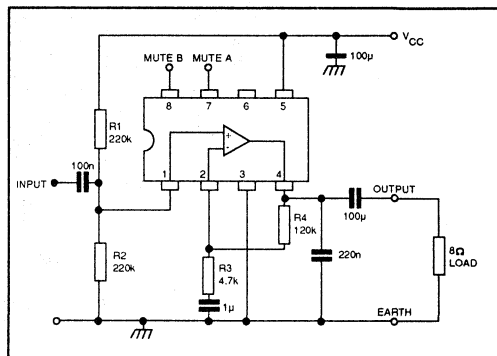 VCC
100µ
MUTE B
MUTE A
8
7
6
5
R1
220k
+
-
100n
INPUT
1
2
3
4
OUTPUT
100µ
R4
120k
R2
220k
R3
4.7k
220n
8Ω
LOAD
1µ
EARTH